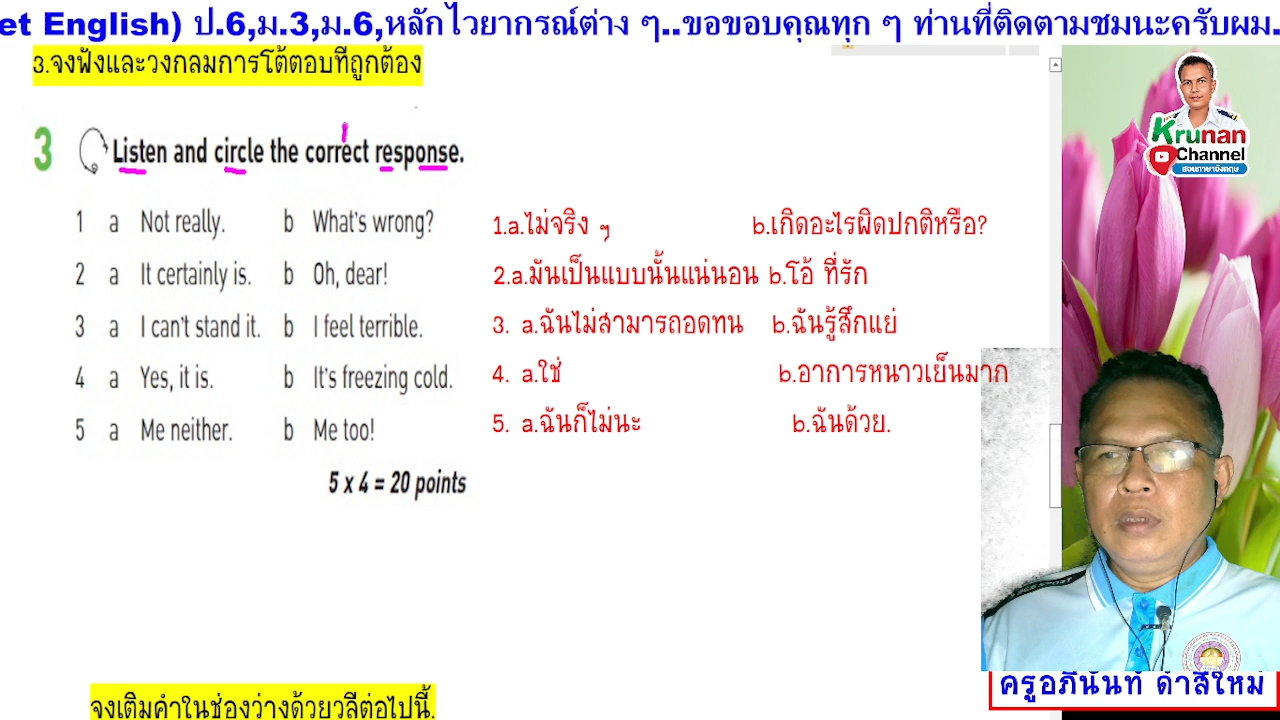 et English) ป.6,ม.3,ม.6,หลักไวยากรณ์ต่าง ๆ..ขอขอบคุณทุก ๆ ท่านที่ติดตามชมนะครับผม.
3.จงฟังและวงกลมการโต้ตอบที่ถูกต้อง
Krunan
Channel
สอนภาษาอังกฤษ
3 Listen and circle the correct response.
1 a Not really. b What's wrong? 1.a.ไม่จริง ๆ b.เกิดอะไรผิดปกติหรือ?
2 a It certainly is. b Oh, dear! 2.a.มันเป็นแบบนั้นแน่นอน b.โอ้ ที่รัก
3 a I can't stand it. b I feel terrible. 3. a.ฉันไม่สามารถอดทน b.ฉันรู้สึกแย่
4 a Yes, it is. b It's freezing cold. 4. a.ใช่ b.อาการหนาวเย็นมาก
5 a Me neither. b Me too! 5. a.ฉันก็ไม่นะ b.ฉันด้วย.
5 x 4 = 20 points
ครูอภินันท์ ดำสีใหม่
จงเติมคำในช่องว่างด้วยวลีต่อไปนี้.